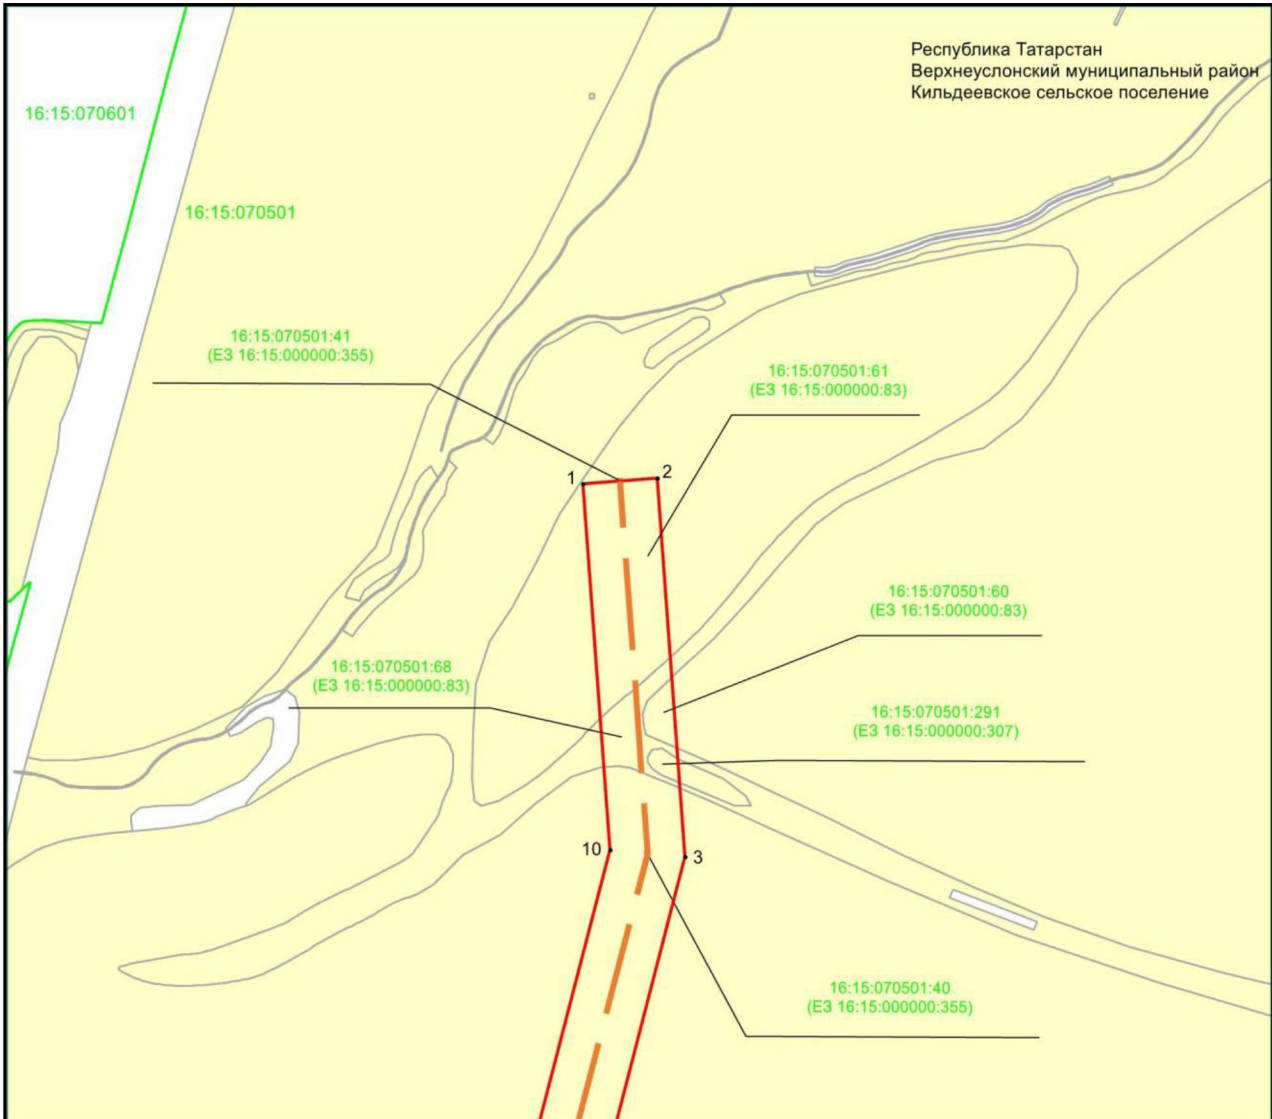 Республика Татарстан
Верхнеуслонский муниципальный район
Кильдеевское сельское поселение
16:15:070601
16:15:070501
16:15:070501:41
(ЕЗ 16:15:000000:355)
16:15:070501:61
(ЕЗ 16:15:000000:83)
1
2
16:15:070501:60
(ЕЗ 16:15:000000:83)
16:15:070501:68
(ЕЗ 16:15:000000:83)
16:15:070501:291
(ЕЗ 16:15:000000:307)
10
3
16:15:070501:40
(ЕЗ 16:15:000000:355)